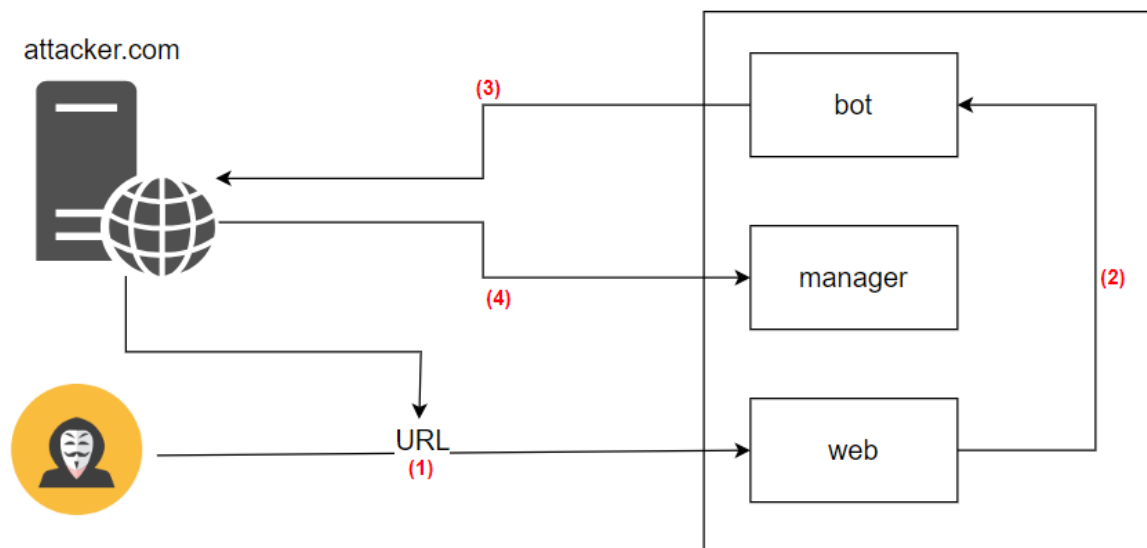 attacker.com
(3)
bot
manager
(4)
(2)
URL
(1)
web